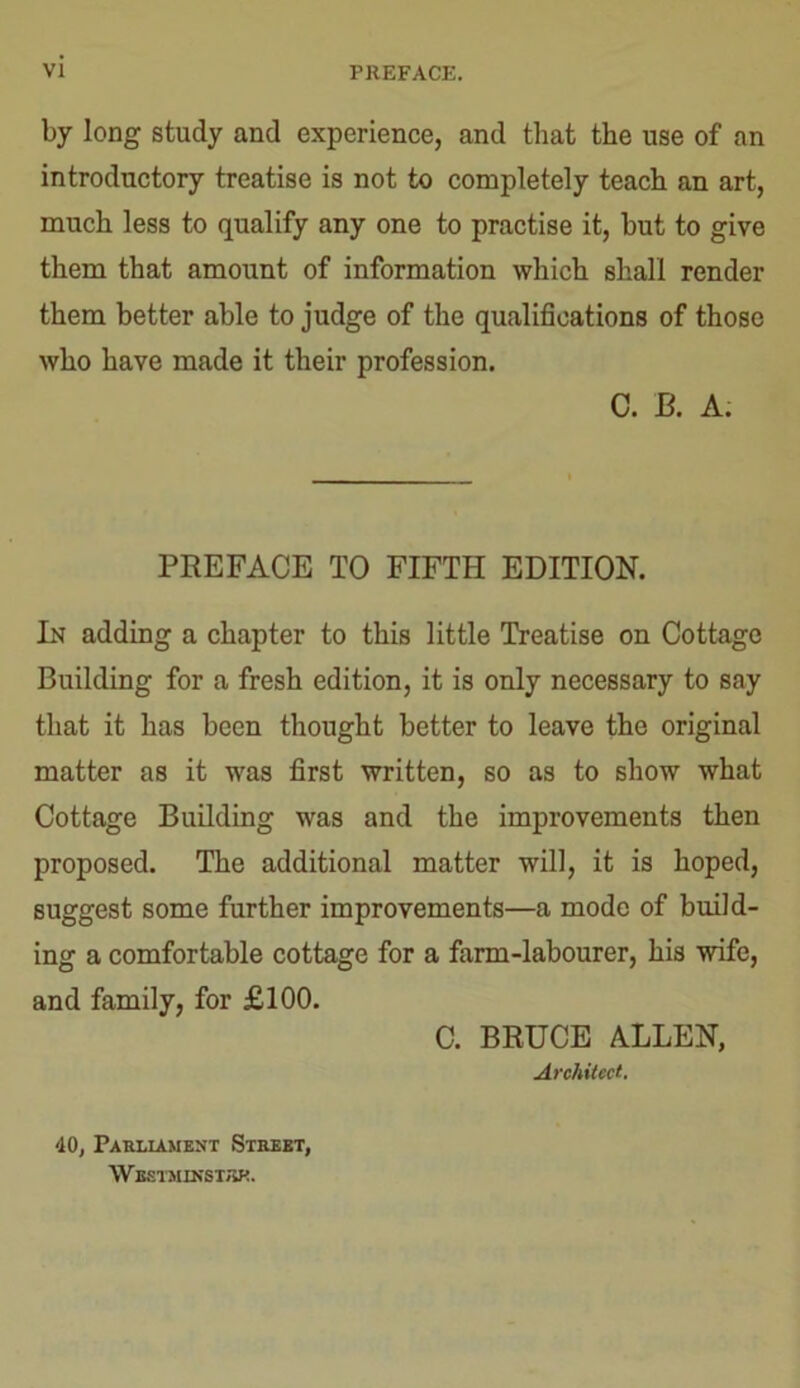 vi PREFACE.
by long study and experience, and that the use of an
introductory treatise is not to completely teach an art,
much less to qualify any one to practise it, but to give
them that amount of information which shall render
them better able to judge of the qualifications of those
who have made it their profession.
C. B. A.
PREFACE TO FIFTH EDITION.
In adding a chapter to this little Treatise on Cottage
Building for a fresh edition, it is only necessary to say
that it has been thought better to leave the original
matter as it was first written, so as to show what
Cottage Building was and the improvements then
proposed. The additional matter will, it is hoped,
suggest some further improvements—a mode of build-
ing a comfortable cottage for a farm-labourer, his wife,
and family, for £100.
C. BRUCE ALLEN,
Architect.
40, Parliament Street,
Westminster.